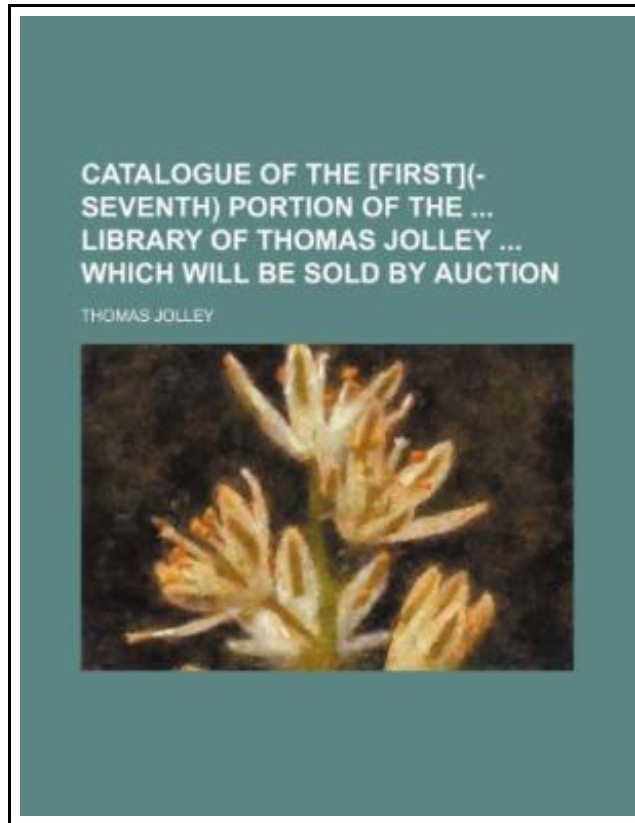 CATALOGUE OF THE [FIRST](-
SEVENTH) PORTION OF THE ...
LIBRARY OF THOMAS JOLLEY ...
WHICH WILL BE SOLD BY AUCTION
THOMAS JOLLEY